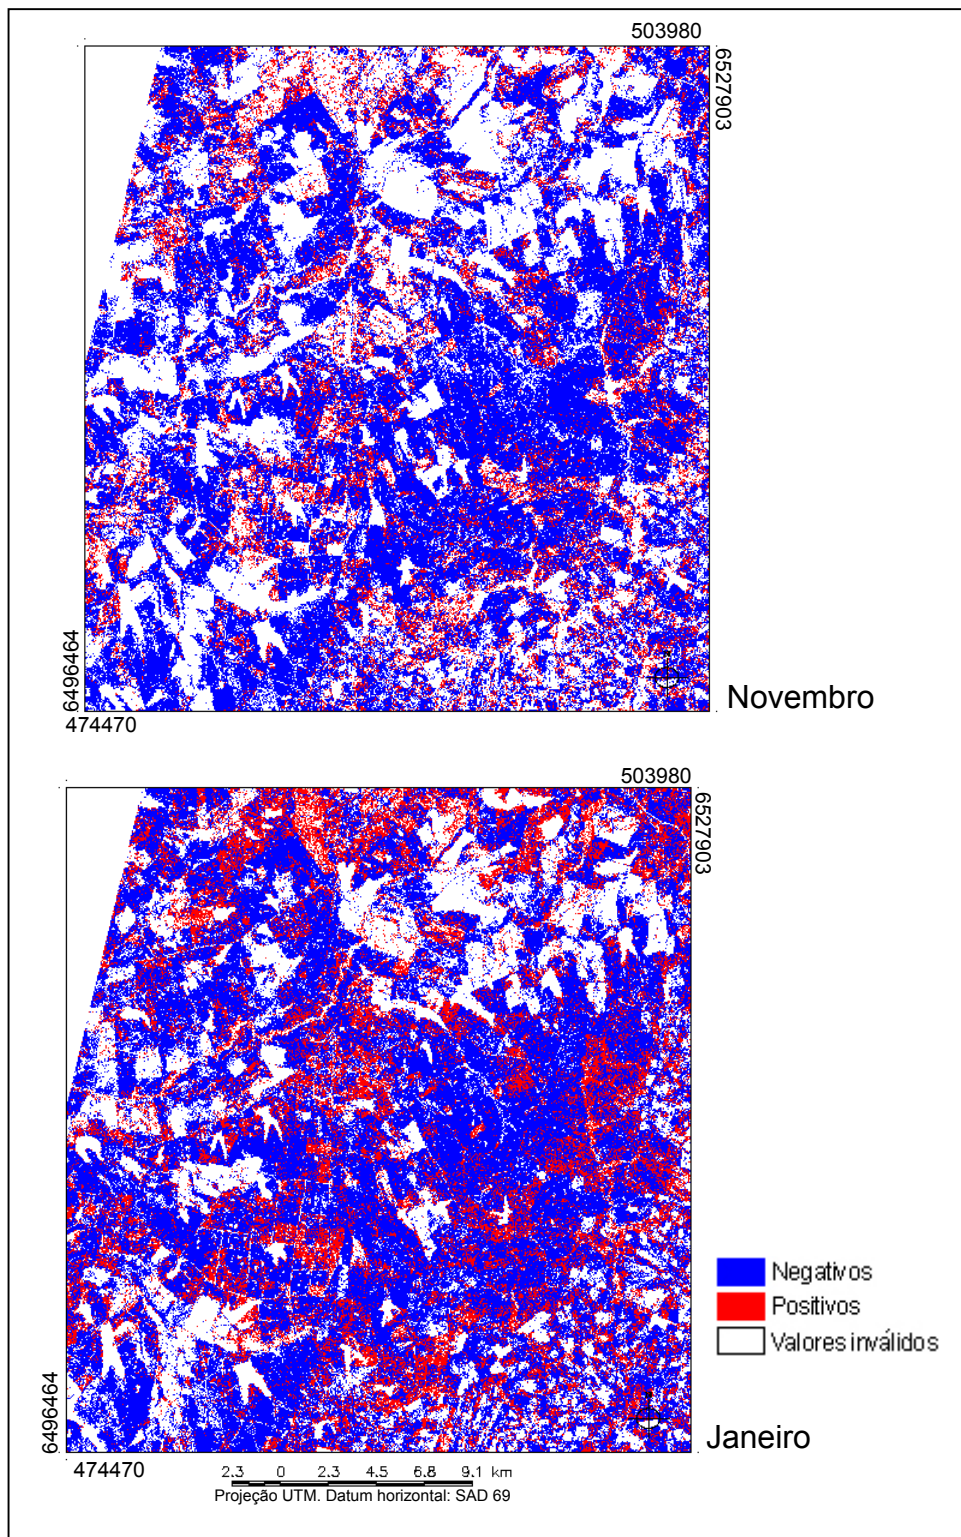 503980
6527903
6496464
Novembro
474470
503980
6527903
Negativos
Positivos
Valores inválidos
6496464
Janeiro
474470
2.3 0 2.3 4.5 6.8 9.1 km
Projeção UTM. Datum horizontal: SAD 69